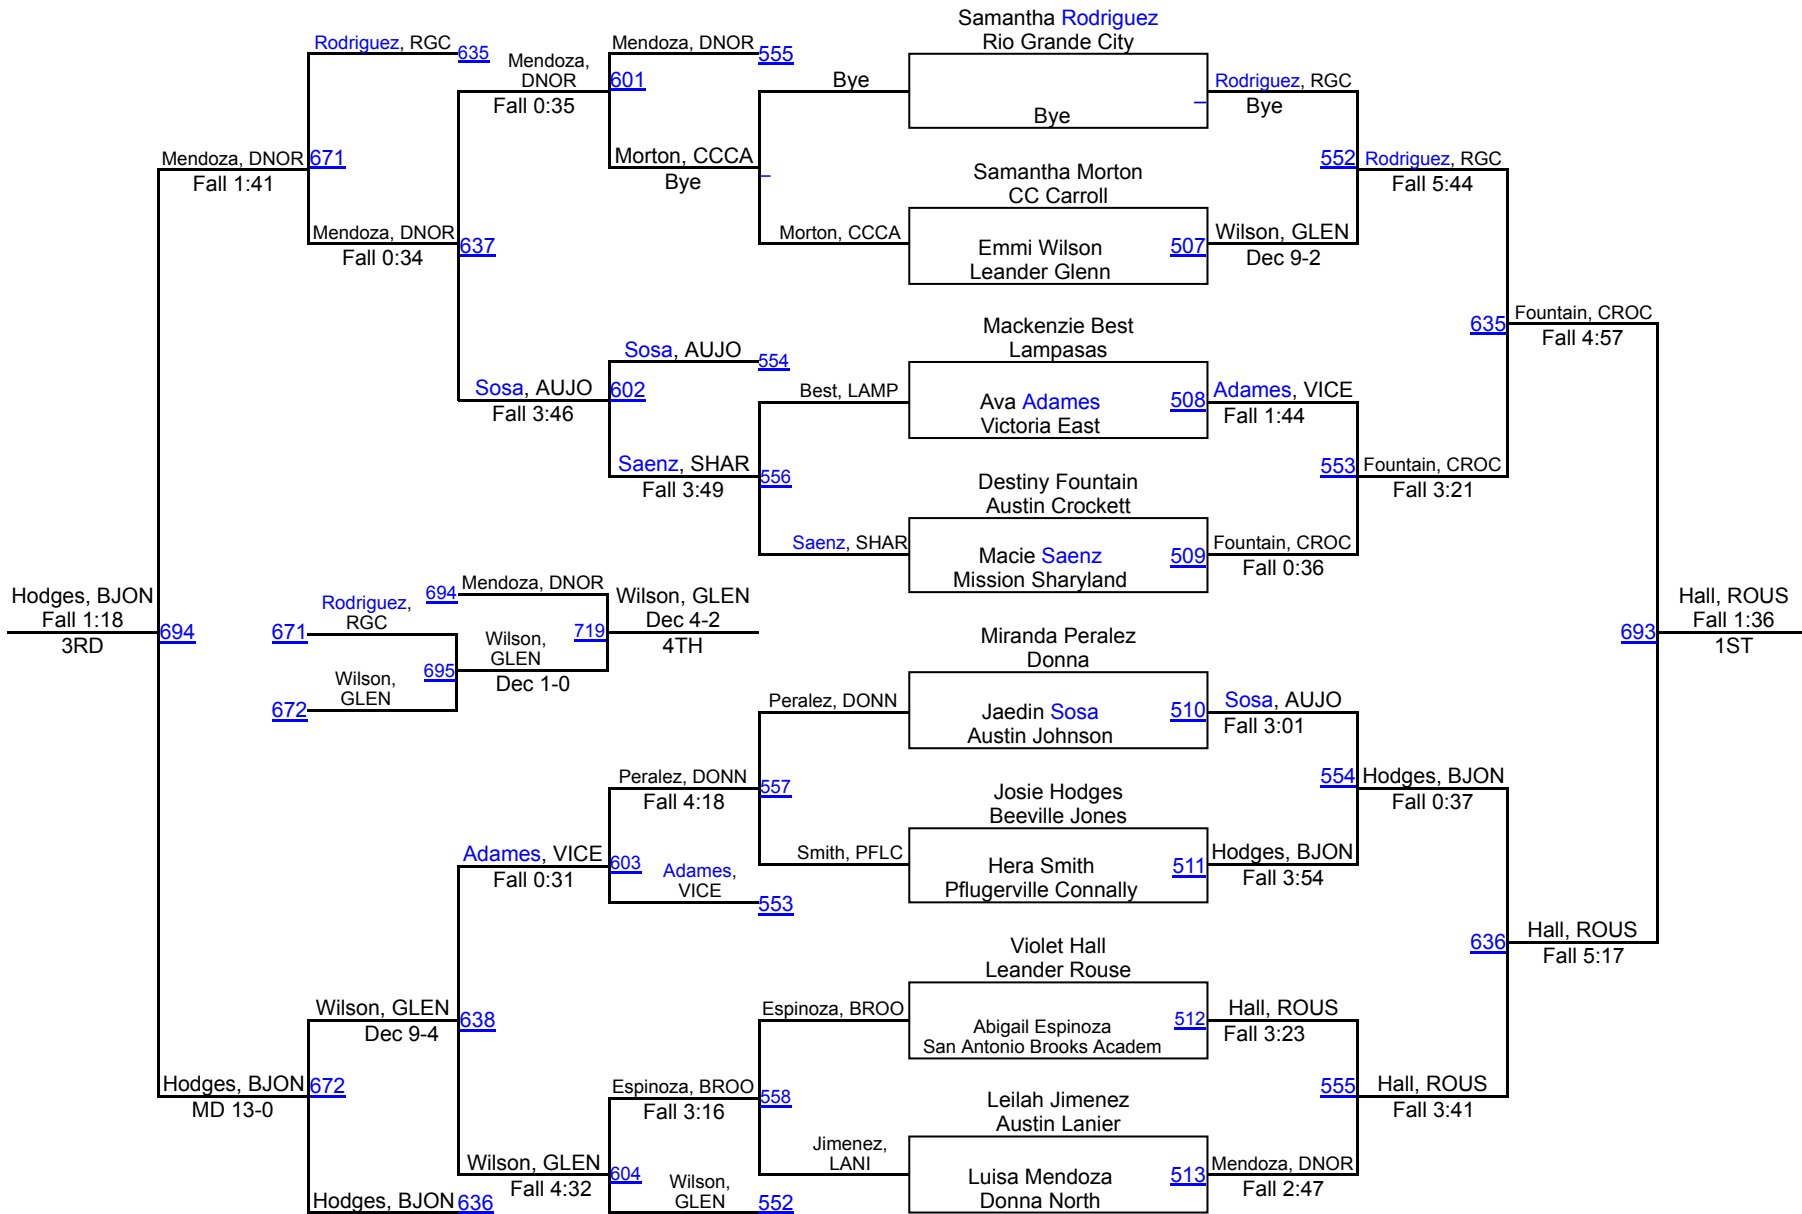 Samantha Rodriguez
Rio Grande City
Rodriguez, RGC
635
Mendoza,
DNOR
Fall 0:35
Mendoza, DNOR
555
601
Bye
Bye
Rodriguez, RGC
Bye
Mendoza, DNOR
Fall 1:41
671
Morton, CCCA
Bye
Samantha Morton
CC Carroll
552
Rodriguez, RGC
Fall 5:44
Mendoza, DNOR
Fall 0:34
637
Morton, CCCA
Emmi Wilson
Leander Glenn
507
Wilson, GLEN
Dec 9-2
Mackenzie Best
Lampasas
635
Fountain, CROC
Fall 4:57
Sosa, AUJO
554
Sosa, AUJO
Fall 3:46
602
Best, LAMP
Ava Adames
Victoria East
508
Adames, VICE
Fall 1:44
Saenz, SHAR
Fall 3:49
556
Destiny Fountain
Austin Crockett
553
Fountain, CROC
Fall 3:21
Saenz, SHAR
Macie Saenz
Mission Sharyland
509
Fountain, CROC
Fall 0:36
Hodges, BJON
Fall 1:18
3RD
694
Rodriguez,
RGC
671
694
Mendoza, DNOR
Wilson, GLEN
Dec 4-2
4TH
719
Wilson,
GLEN
Dec 1-0
695
Wilson,
GLEN
672
Miranda Peralez
Donna
693
Hall, ROUS
Fall 1:36
1ST
Peralez, DONN
Jaedin Sosa
Austin Johnson
510
Sosa, AUJO
Fall 3:01
Peralez, DONN
Fall 4:18
557
Josie Hodges
Beeville Jones
554
Hodges, BJON
Fall 0:37
Adames, VICE
Fall 0:31
603
Adames,
VICE
553
Smith, PFLC
Hera Smith
Pflugerville Connally
511
Hodges, BJON
Fall 3:54
Violet Hall
Leander Rouse
636
Hall, ROUS
Fall 5:17
Wilson, GLEN
Dec 9-4
638
Espinoza, BROO
Abigail Espinoza
San Antonio Brooks Academ
512
Hall, ROUS
Fall 3:23
Hodges, BJON
MD 13-0
672
Espinoza, BROO
Fall 3:16
558
Leilah Jimenez
Austin Lanier
555
Hall, ROUS
Fall 3:41
Wilson, GLEN
Fall 4:32
604
Jimenez,
LANI
Luisa Mendoza
Donna North
513
Mendoza, DNOR
Fall 2:47
Hodges, BJON
636
Wilson,
GLEN
552